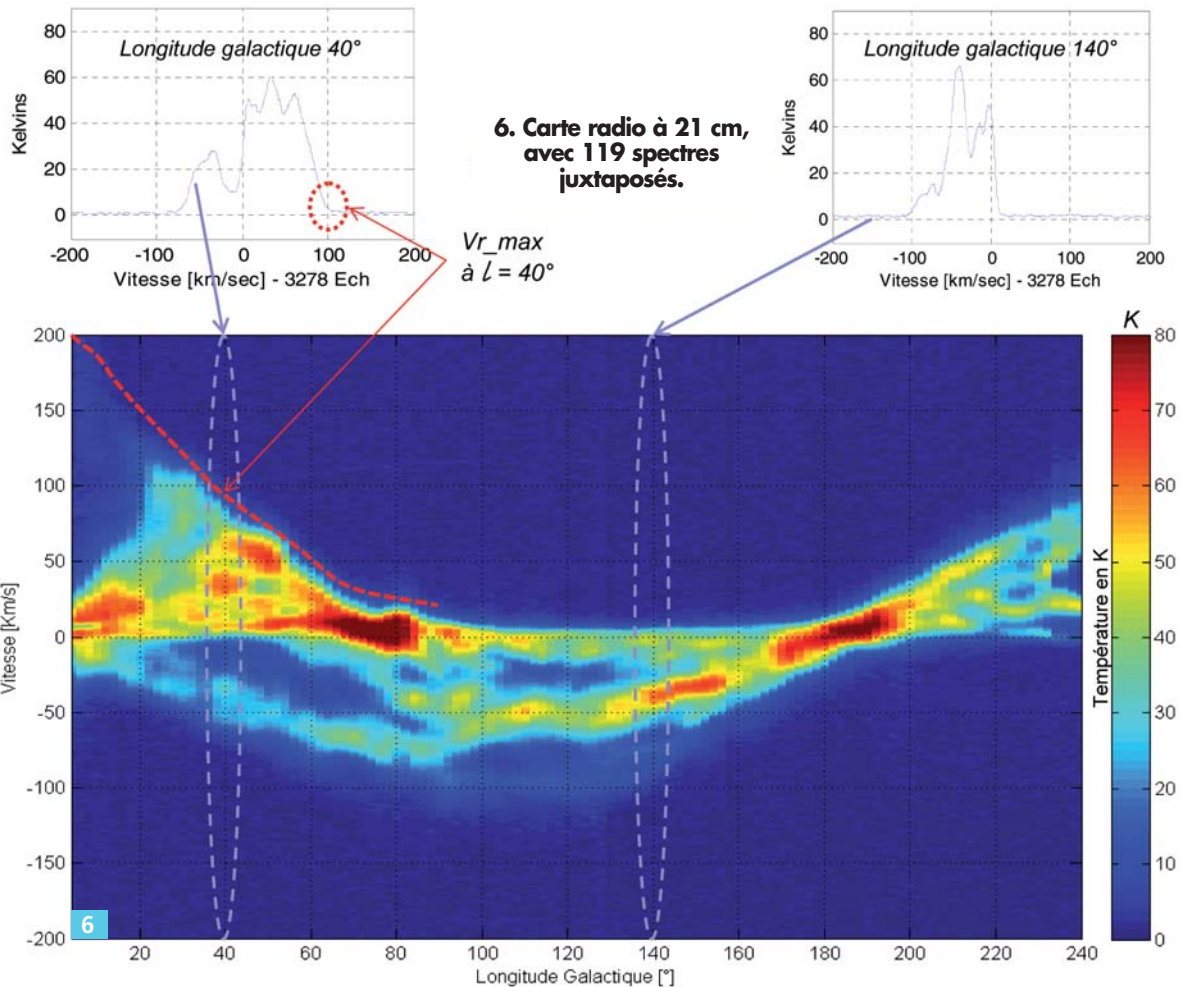 80
60
40
20
0
Kelvins
Longitude galactique 40°
-200 -100 0 100 200
Vitesse [km/sec] - 3278 Ech
6. Carte radio à 21 cm,
avec 119 spectres
juxtaposés.
Vr_max
à l = 40°
80
60
40
20
0
Kelvins
Longitude galactique 140°
-200 -100 0 100 200
Vitesse [km/sec] - 3278 Ech
200
150
100
50
0
-50
-100
-150
-200
Vitesse [Km/s]
20 40 60 80 100 120 140 160 180 200 220 240
Longitude Galactique [°]
6
K
80
70
60
50
40
30
20
10
0
Température en K